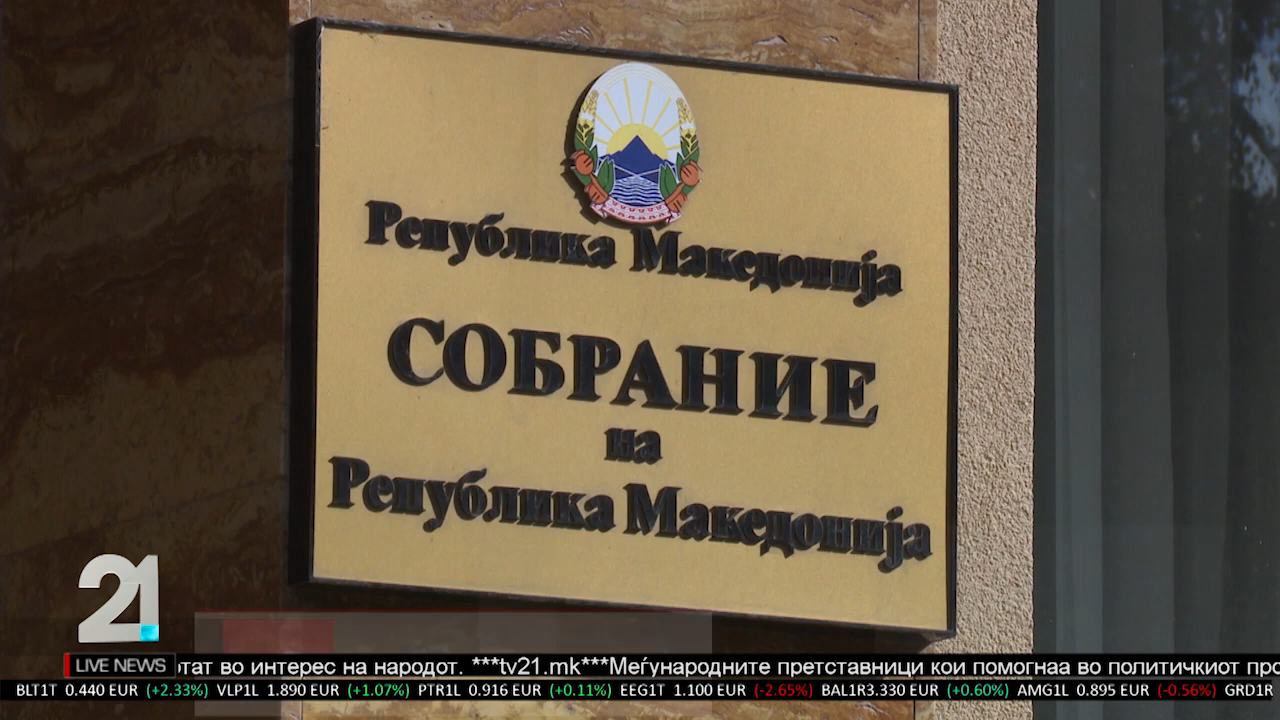 Република Македонија
СОБРАНИЕ
на
Република Македонија
21
LIVE NEWS
отат во интерес на народот. ***tv21.mk***Меѓународните претставници кои помогнаа во политичкиот про
BLT1T 0.440 EUR (+2.33%) VLP1L 1.890 EUR (+1.07%) PTR1L 0.916 EUR (+0.11%) EEG1T 1.100 EUR (-2.65%) BAL1R3.330 EUR (+0.60%) AMG1L 0.895 EUR (-0.56%) GRD1R